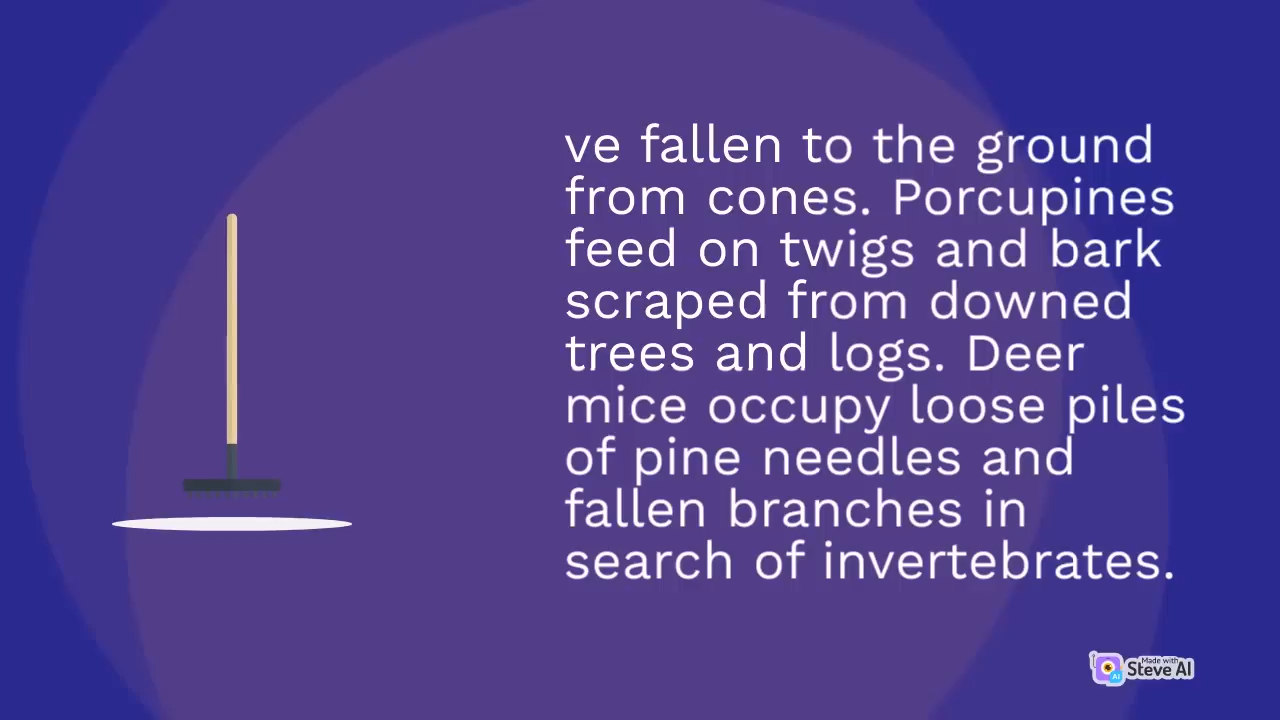 ve fallen to the ground
from cones. Porcupines
feed on twigs and bark
scraped from downed
trees and logs. Deer
mice occupy loose piles
of pine needles and
fallen branches in
search of invertebrates.
Made with
AI Steve AI